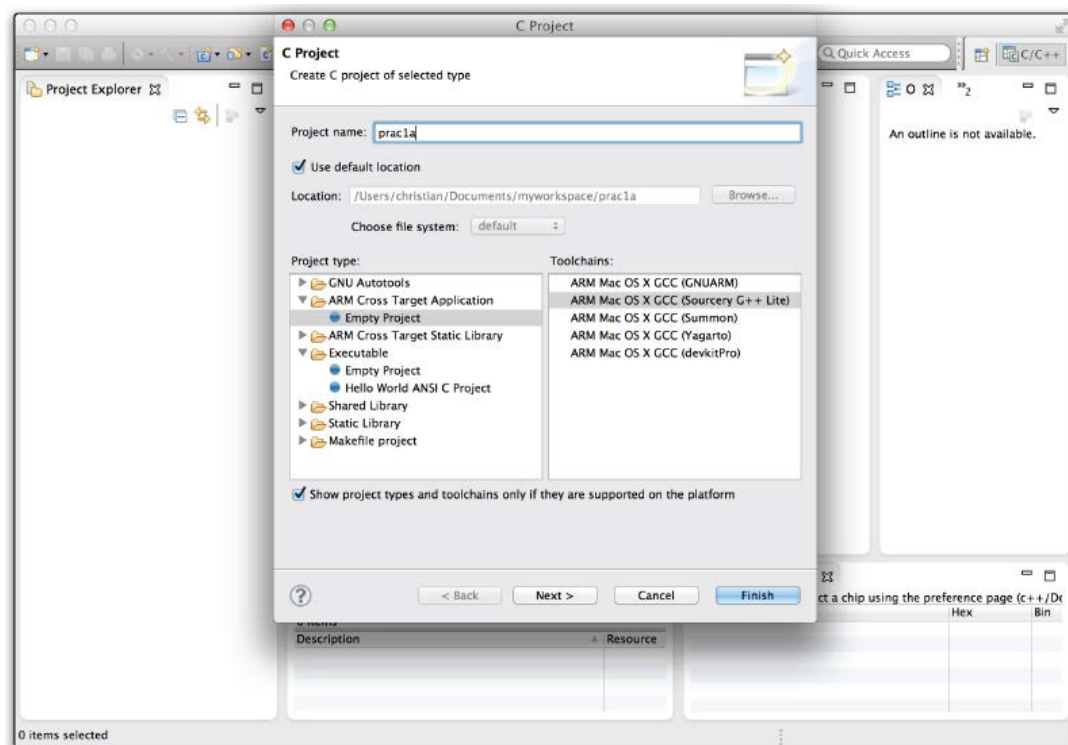 C Project
Quick Access
C/C++
Project Explorer
C Project
Create C project of selected type
O
»2
An outline is not available.
Project name: prac1a
Use default location
Location: /Users/christian/Documents/myworkspace/prac1a Browse...
Choose file system: default
Project type:
GNU Autotools
ARM Cross Target Application
Empty Project
ARM Cross Target Static Library
Executable
Empty Project
Hello World ANSI C Project
Shared Library
Static Library
Makefile project
Toolchains:
ARM Mac OS X GCC (GNUARM)
ARM Mac OS X GCC (Sourcery G++ Lite)
ARM Mac OS X GCC (Summon)
ARM Mac OS X GCC (Yagarto)
ARM Mac OS X GCC (devkitPro)
Show project types and toolchains only if they are supported on the platform
? < Back Next > Cancel Finish
ct a chip using the preference page (c++/De
Hex Bin
0 items
Description Resource
0 items selected